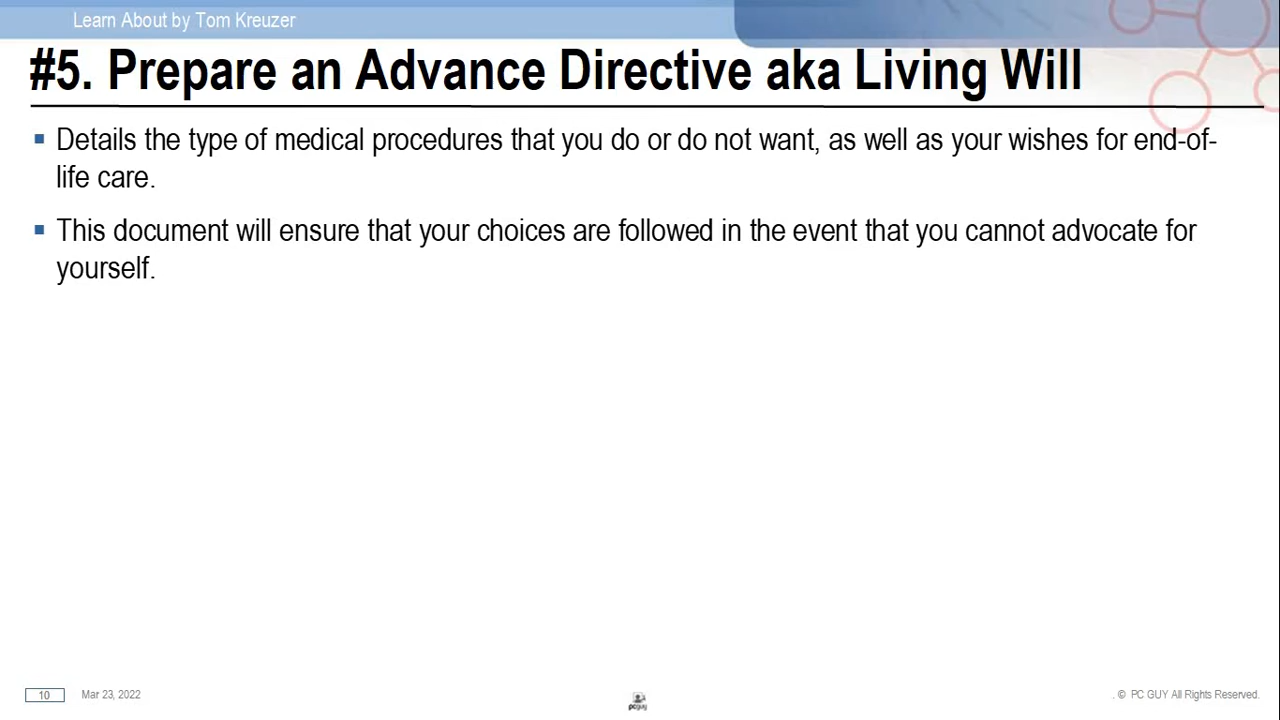 Learn About by Tom Kreuzer
#5. Prepare an Advance Directive aka Living Will
▪ Details the type of medical procedures that you do or do not want, as well as your wishes for end-of-
life care.
▪ This document will ensure that your choices are followed in the event that you cannot advocate for
yourself.
10 Mar 23, 2022 pcguy . © PC GUY All Rights Reserved.